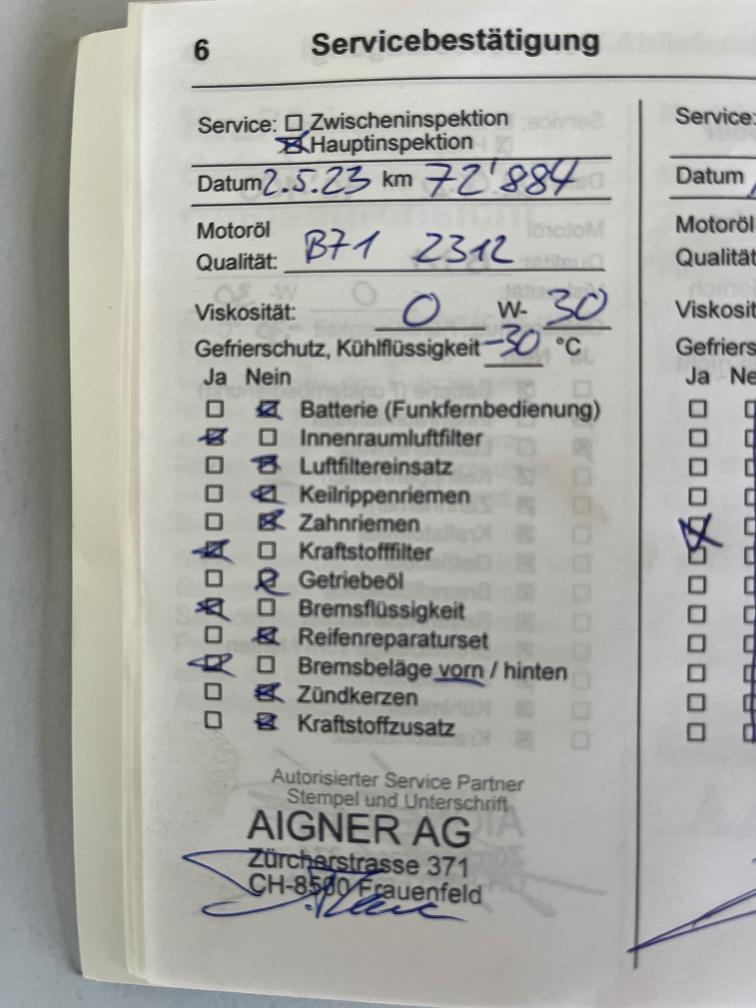 6 Servicebestätigung
Service: ☐ Zwischeninspektion
☒ Hauptinspektion
Datum 2.5.23 km 72'884
Motoröl
Qualität: B71 2312
Viskosität: 0 W- 30
Gefrierschutz, Kühlflüssigkeit -30 °C
Ja Nein
☐ ☒ Batterie (Funkfernbedienung)
☒ ☐ Innenraumluftfilter
☐ ☒ Luftfiltereinsatz
☐ ☒ Keilrippenriemen
☐ ☒ Zahnriemen
☒ ☐ Kraftstofffilter
☐ ☒ Getriebeöl
☒ ☐ Bremsflüssigkeit
☐ ☒ Reifenreparaturset
☒ ☐ Bremsbeläge vorn / hinten
☐ ☒ Zündkerzen
☐ ☒ Kraftstoffzusatz
Autorisierter Service Partner
Stempel und Unterschrift
AIGNER AG
Zürcherstrasse 371
CH-8500 Frauenfeld
Service:
Datum
Motoröl
Qualität
Viskosit
Gefriers
Ja Ne